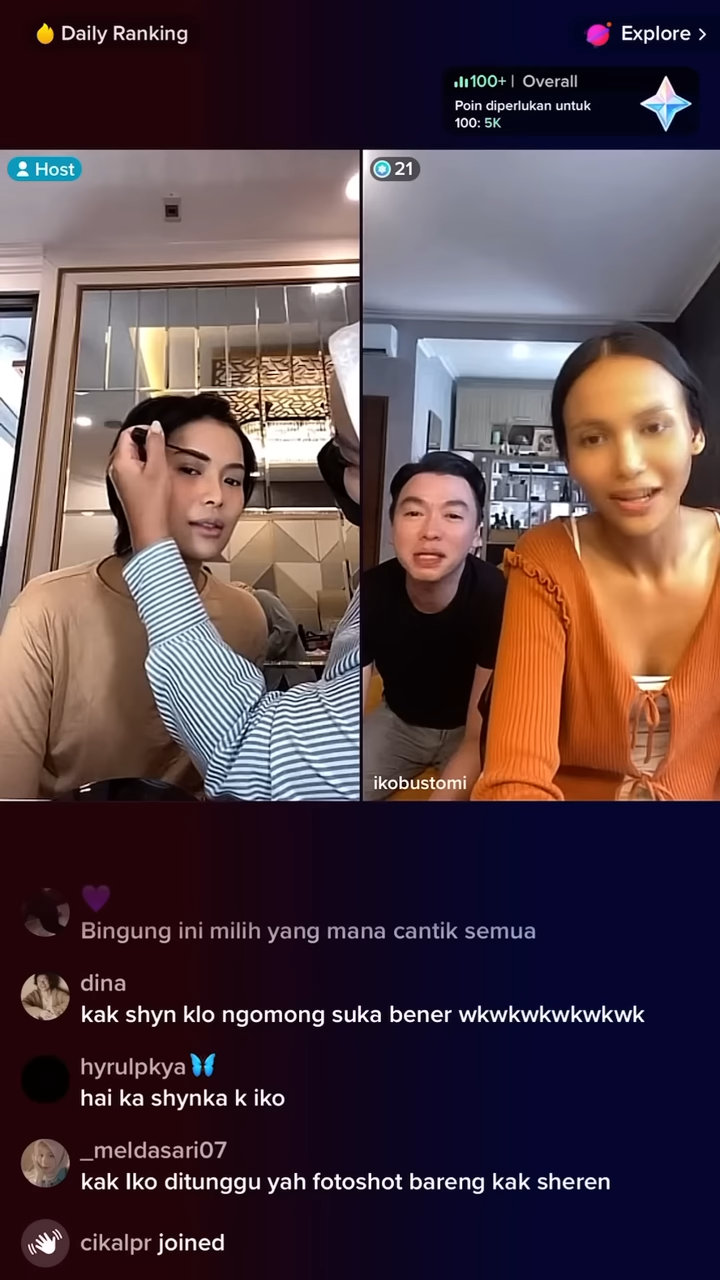 Daily Ranking
Explore >
100+ | Overall
Poin diperlukan untuk
100: 5K
Host
21
ikobustomi
Bingung ini milih yang mana cantik semua
dina
kak shyn klo ngomong suka bener wkwkwkwkwkwk
hyrulpkya
hai ka shynka k iko
_meldasari07
kak Iko ditunggu yah fotoshot bareng kak sheren
cikalpr joined